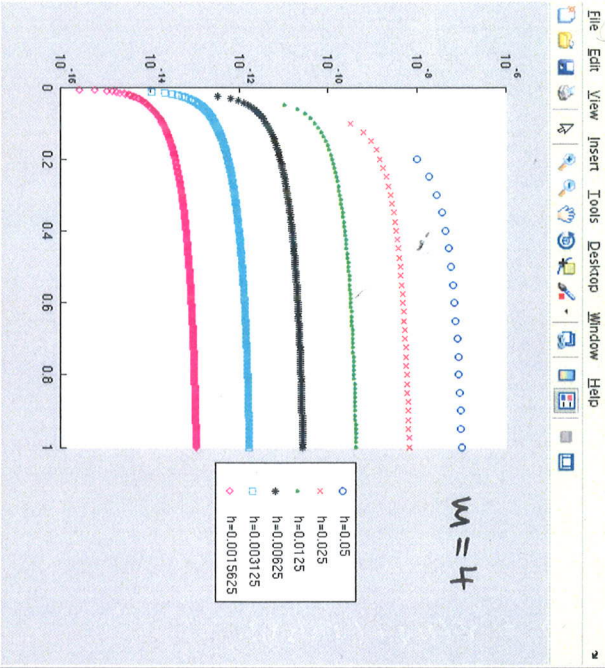 File Edit View Insert Tools Desktop Window Help
10^-6
10^-8
10^-10
10^-12
10^-14
10^-16
0 0.2 0.4 0.6 0.8 1
m = 4
h=0.05
h=0.025
h=0.0125
h=0.00625
h=0.003125
h=0.0015625